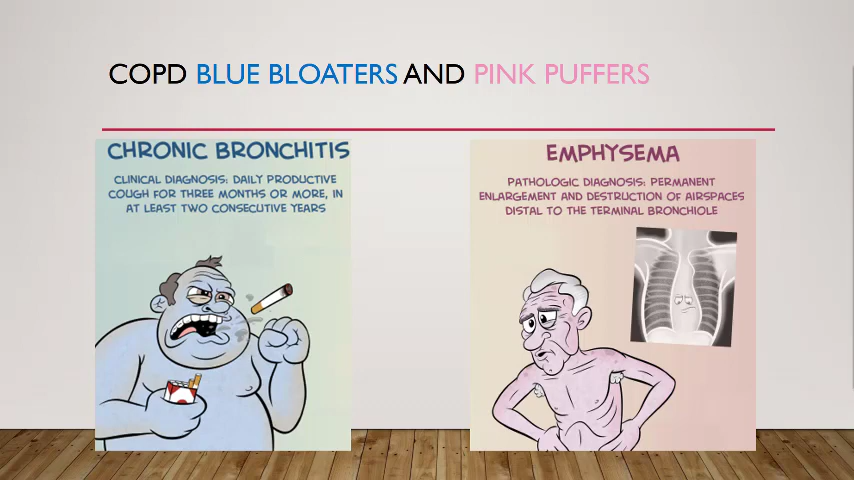 COPD BLUE BLOATERS AND PINK PUFFERS
CHRONIC BRONCHITIS
CLINICAL DIAGNOSIS: DAILY PRODUCTIVE
COUGH FOR THREE MONTHS OR MORE, IN
AT LEAST TWO CONSECUTIVE YEARS
EMPHYSEMA
PATHOLOGIC DIAGNOSIS: PERMANENT
ENLARGEMENT AND DESTRUCTION OF AIRSPACES
DISTAL TO THE TERMINAL BRONCHIOLE